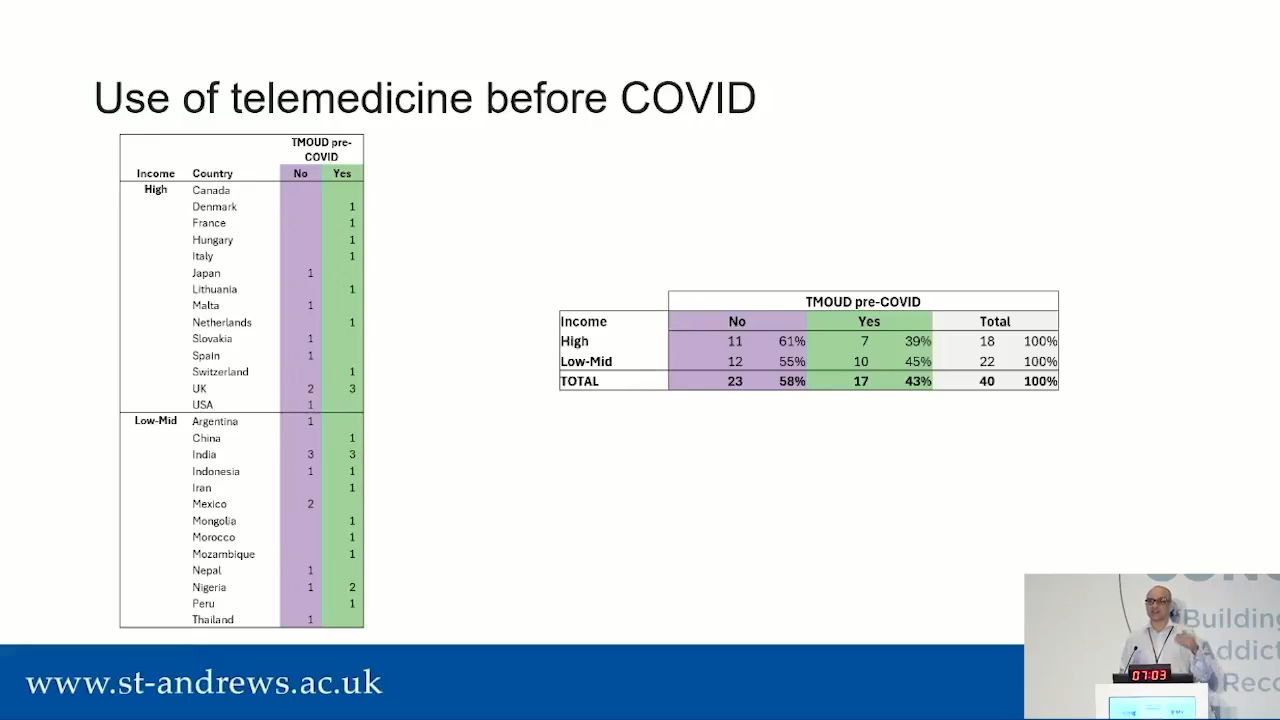 Use of telemedicine before COVID
TMOUD pre-
COVID
Income Country No Yes
High Canada
Denmark 1
France 1
Hungary 1
Italy 1
Japan 1
Lithuania 1
Malta 1
Netherlands 1
Slovakia 1
Spain 1
Switzerland 1
UK 2 3
USA 1
Low-Mid Argentina 1
China 1
India 3 3
Indonesia 1 1
Iran 1
Mexico 2
Mongolia 1
Morocco 1
Mozambique 1
Nepal 1
Nigeria 1 2
Peru 1
Thailand 1
TMOUD pre-COVID
Income No Yes Total
High 11 61% 7 39% 18 100%
Low-Mid 12 55% 10 45% 22 100%
TOTAL 23 58% 17 43% 40 100%
www.st-andrews.ac.uk
Building
Addict
Reco
07:03